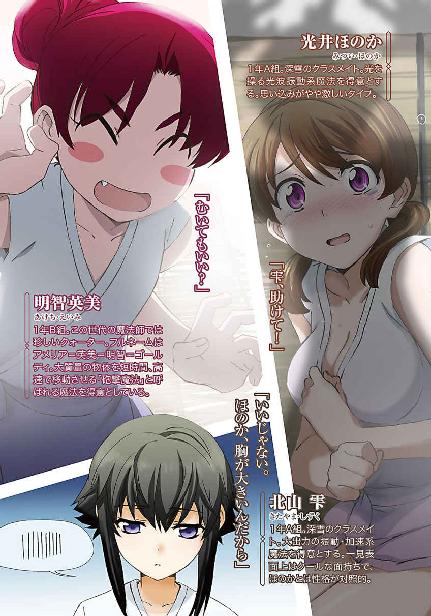 光井ほのか
みつい・ほのか
1年A組。深雪のクラスメイト。光を
操る光波振動系魔法を得意とす
る。思い込みがやや激しいタイプ。
『むいてもいい?』
『雫、助けて!』
明智英美
あけち・えいみ
1年B組。この世代の魔法師では
珍しいクォーター。フルネームは
アメリア=英美=明智=ゴールディ
ディ。大質量の物体を短時間、高
速で移動させる『砲撃魔法』と呼
ばれる魔法を得意としている。
『いいじゃない。
ほのか、胸が大きいんだから』
北山 雫
きたやま・しずく
1年A組。深雪のクラスメイ
ト。大出力の振動・加速系
魔法を得意とする。一見表
面上はクールな面持ちで、
ほのかとは性格が対照的。